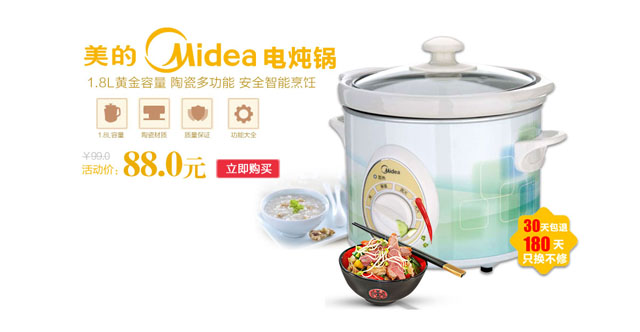 美的 Midea 电炖锅
1.8L黄金容量 陶瓷多功能 安全智能烹饪
1.8L容量 陶瓷材质 质量保证 功能大全
¥99.0
活动价：88.0元 立即购买
Midea
30天包退
180天
只换不修